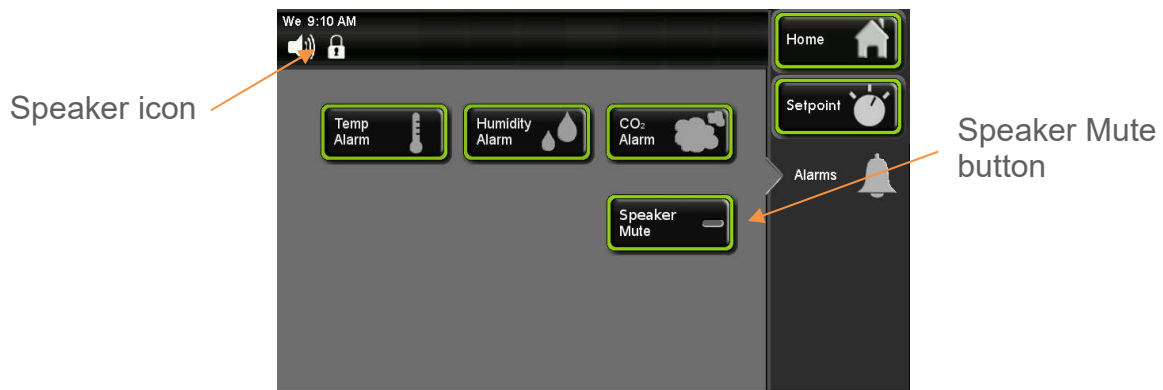 We 9:10 AM
Home
Speaker icon
Setpoint
Temp
Alarm
Humidity
Alarm
CO₂
Alarm
Speaker Mute
button
Alarms
Speaker
Mute